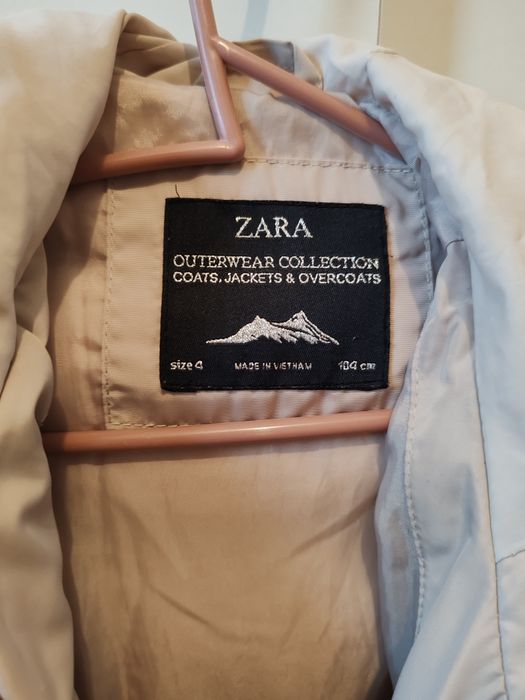 ZARA
OUTERWEAR COLLECTION
COATS, JACKETS & OVERCOATS
size 4 MADE IN VIETNAM 104 cm